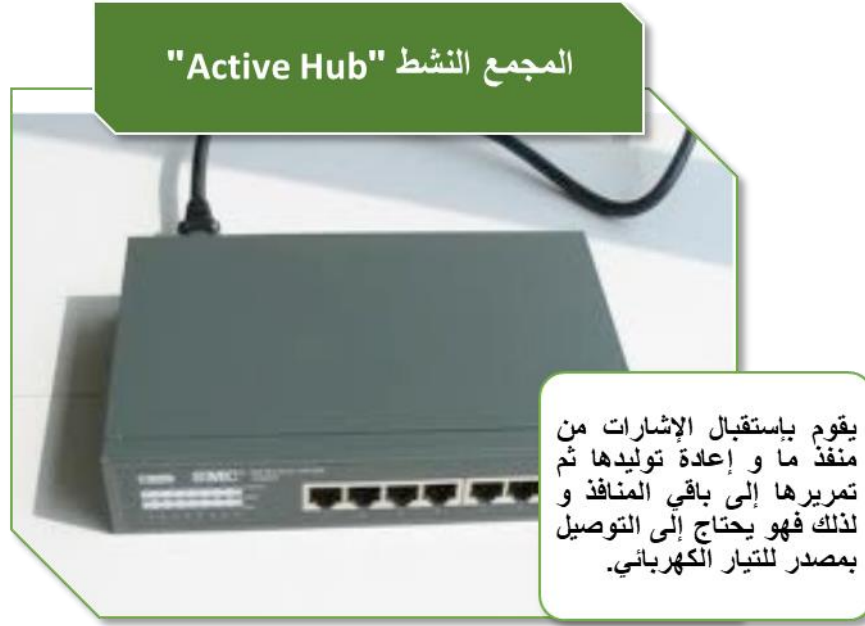 المجمع النشط "Active Hub"
SMC
يقوم بإستقبال الإشارات من
منفذ ما و إعادة توليدها ثم
تمريرها إلى باقي المنافذ و
لذلك فهو يحتاج إلى التوصيل
بمصدر للتيار الكهربائي.